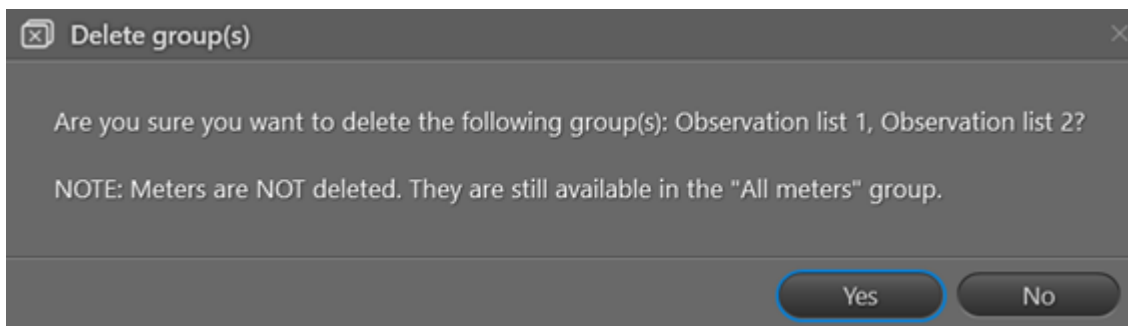 Delete group(s)
Are you sure you want to delete the following group(s): Observation list 1, Observation list 2?
NOTE: Meters are NOT deleted. They are still available in the "All meters" group.
Yes
No